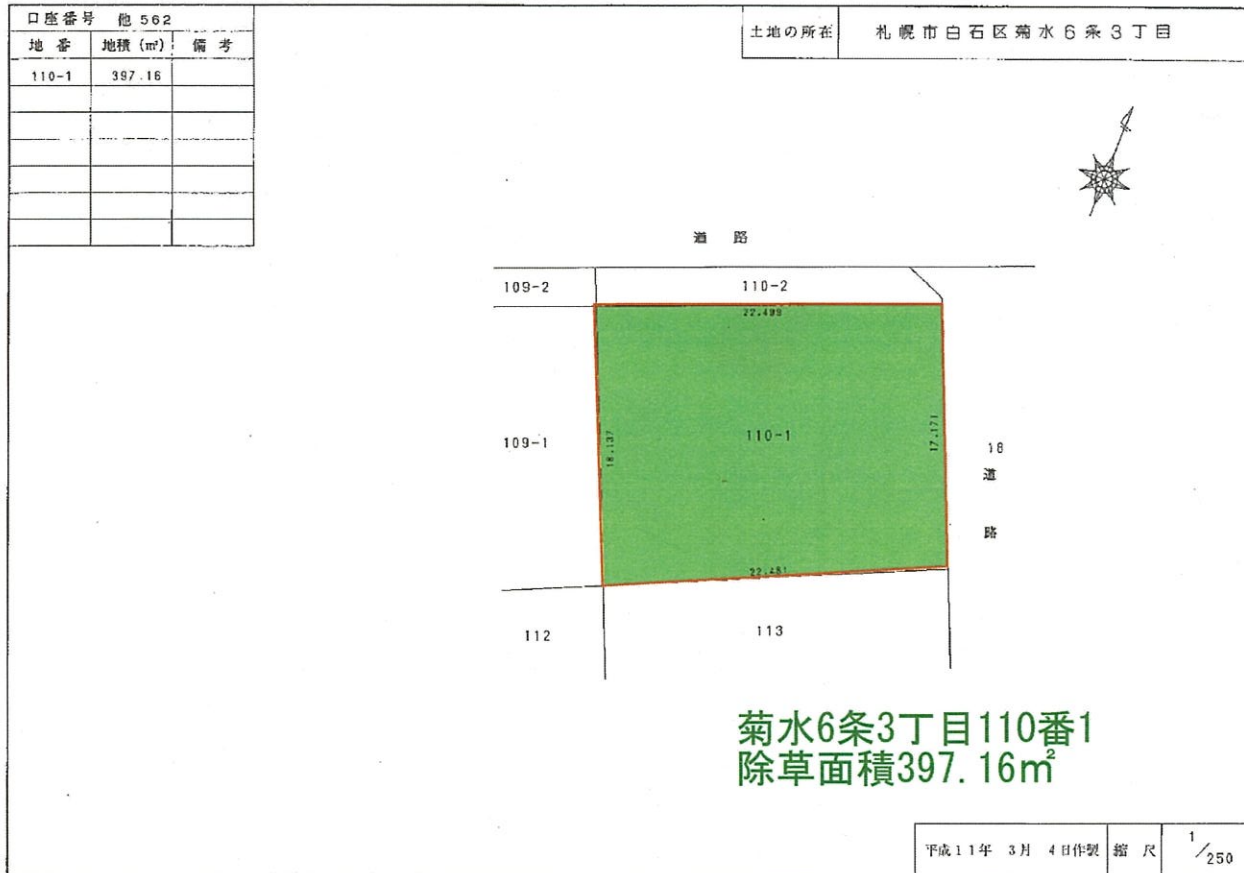 口座番号 他562
地番 地積(㎡) 備考
110-1 397.16
土地の所在 札幌市白石区菊水6条3丁目
道 路
109-2 110-2
22.499
109-1 18.137 110-1 17.171 18
道
路
22.481
112 113
菊水6条3丁目110番1
除草面積397.16㎡
平成11年 3月 4日作製 縮尺 1/250